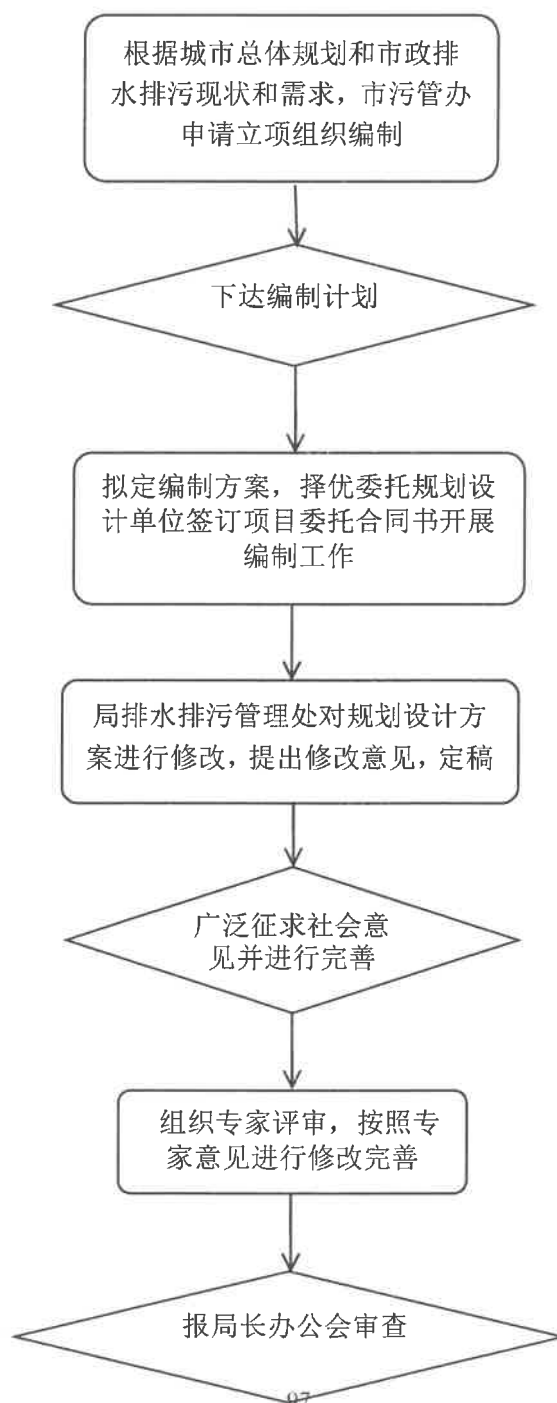 根据城市总体规划和市政排
水排污现状和需求，市污管办
申请立项组织编制
下达编制计划
拟定编制方案，择优委托规划设
计单位签订项目委托合同书开展
编制工作
局排水排污管理处对规划设计方
案进行修改，提出修改意见，定稿
广泛征求社会意
见并进行完善
组织专家评审，按照专
家意见进行修改完善
报局长办公会审查